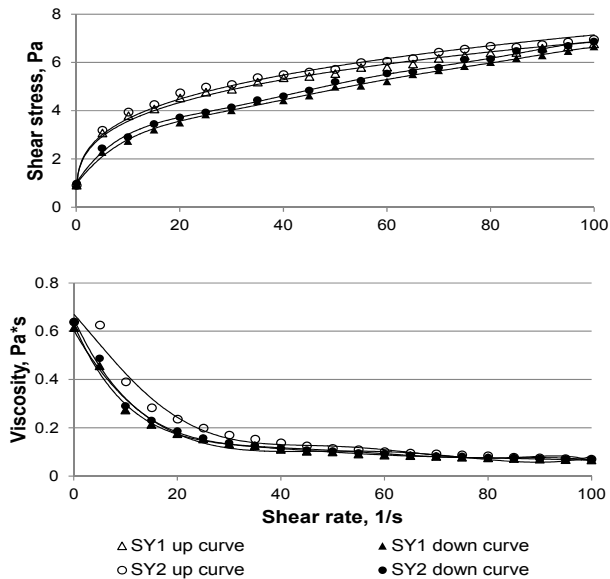 8
6
4
2
0
Shear stress, Pa
0 20 40 60 80 100
0.8
0.6
0.4
0.2
0
Viscosity, Pa*s
0 20 40 60 80 100
Shear rate, 1/s
△ SY1 up curve ▲ SY1 down curve
○ SY2 up curve ● SY2 down curve